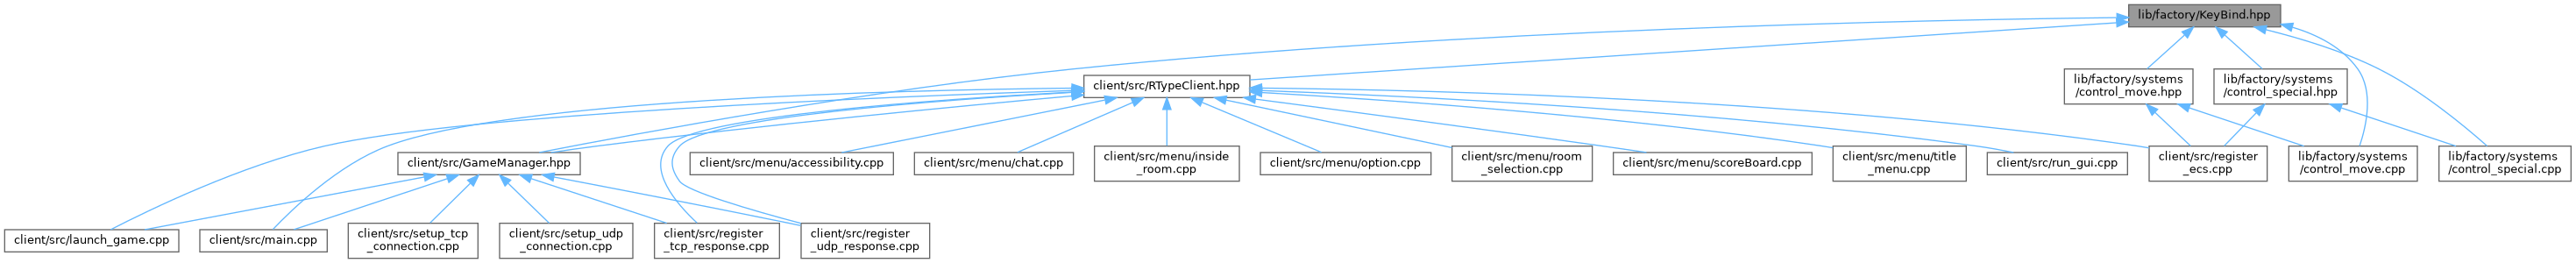 lib/factory/KeyBind.hpp
client/src/RTypeClient.hpp
lib/factory/systems
/control_move.hpp
lib/factory/systems
/control_special.hpp
client/src/GameManager.hpp
client/src/menu/accessibility.cpp
client/src/menu/chat.cpp
client/src/menu/inside
_room.cpp
client/src/menu/option.cpp
client/src/menu/room
_selection.cpp
client/src/menu/scoreBoard.cpp
client/src/menu/title
_menu.cpp
client/src/run_gui.cpp
client/src/register
_ecs.cpp
lib/factory/systems
/control_move.cpp
lib/factory/systems
/control_special.cpp
client/src/launch_game.cpp
client/src/main.cpp
client/src/setup_tcp
_connection.cpp
client/src/setup_udp
_connection.cpp
client/src/register
_tcp_response.cpp
client/src/register
_udp_response.cpp